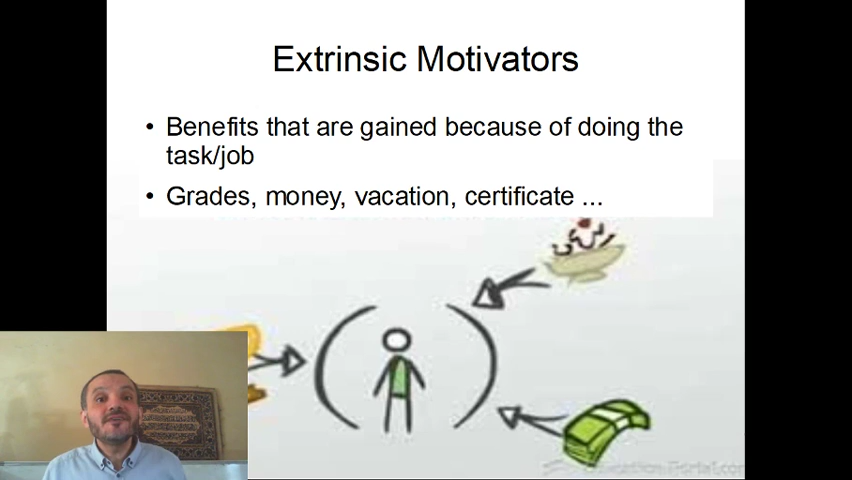 Extrinsic Motivators
• Benefits that are gained because of doing the
task/job
• Grades, money, vacation, certificate ...